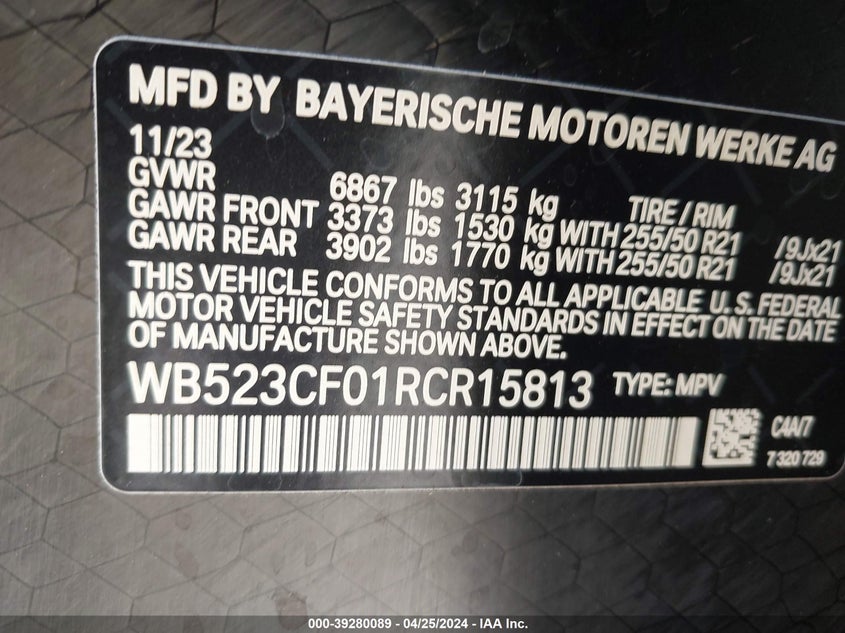 MFD BY BAYERISCHE MOTOREN WERKE AG
11/23
GVWR 6867 lbs 3115 kg TIRE / RIM
GAWR FRONT 3373 lbs 1530 kg WITH 255/50 R21 /9Jx21
GAWR REAR 3902 lbs 1770 kg WITH 255/50 R21 /9Jx21
THIS VEHICLE CONFORMS TO ALL APPLICABLE U.S. FEDERAL
MOTOR VEHICLE SAFETY STANDARDS IN EFFECT ON THE DATE
OF MANUFACTURE SHOWN ABOVE.
WB523CF01RCR15813 TYPE: MPV
C4A/7
7 320 729
000-39280089 - 04/25/2024 - IAA Inc.